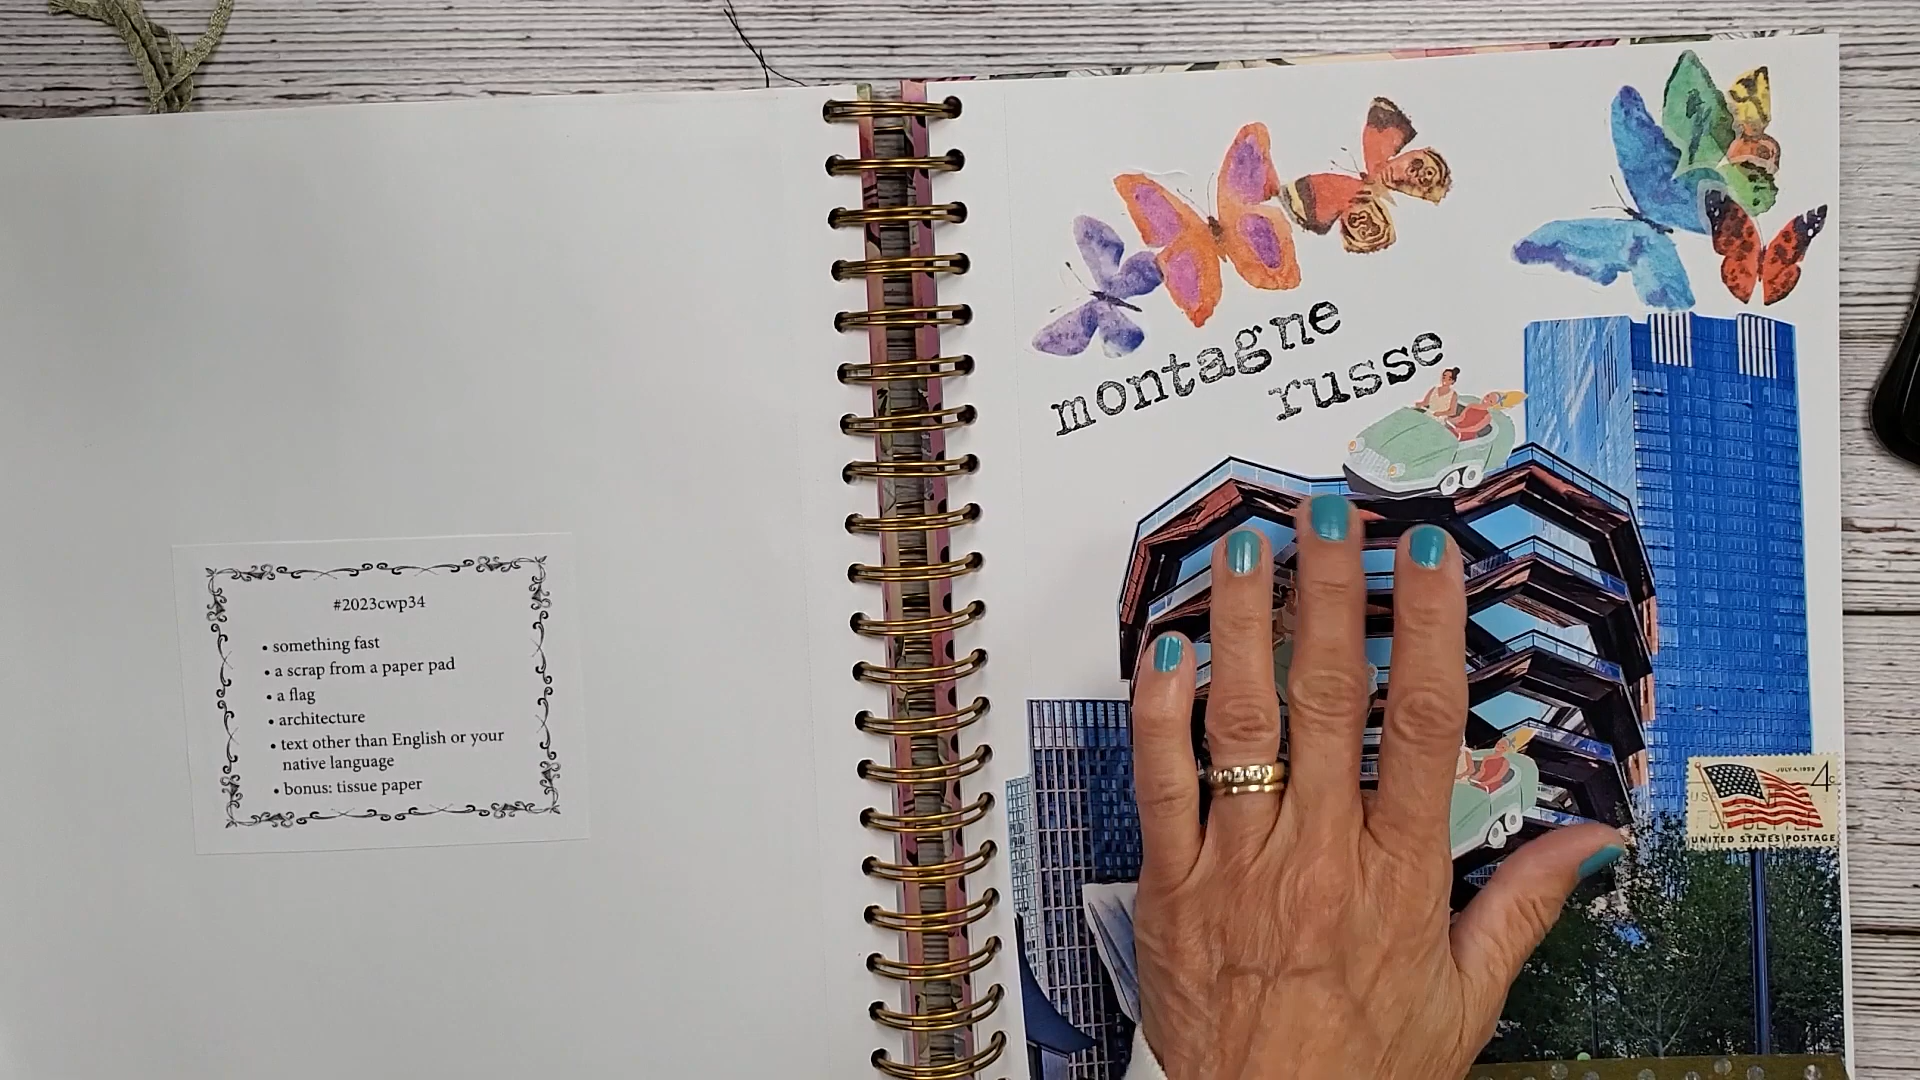 #2023cwp34
• something fast
• a scrap from a paper pad
• a flag
• architecture
• text other than English or your
native language
• bonus: tissue paper
montagne
russe
JULY 4, 1959
4c
UNITED STATES POSTAGE